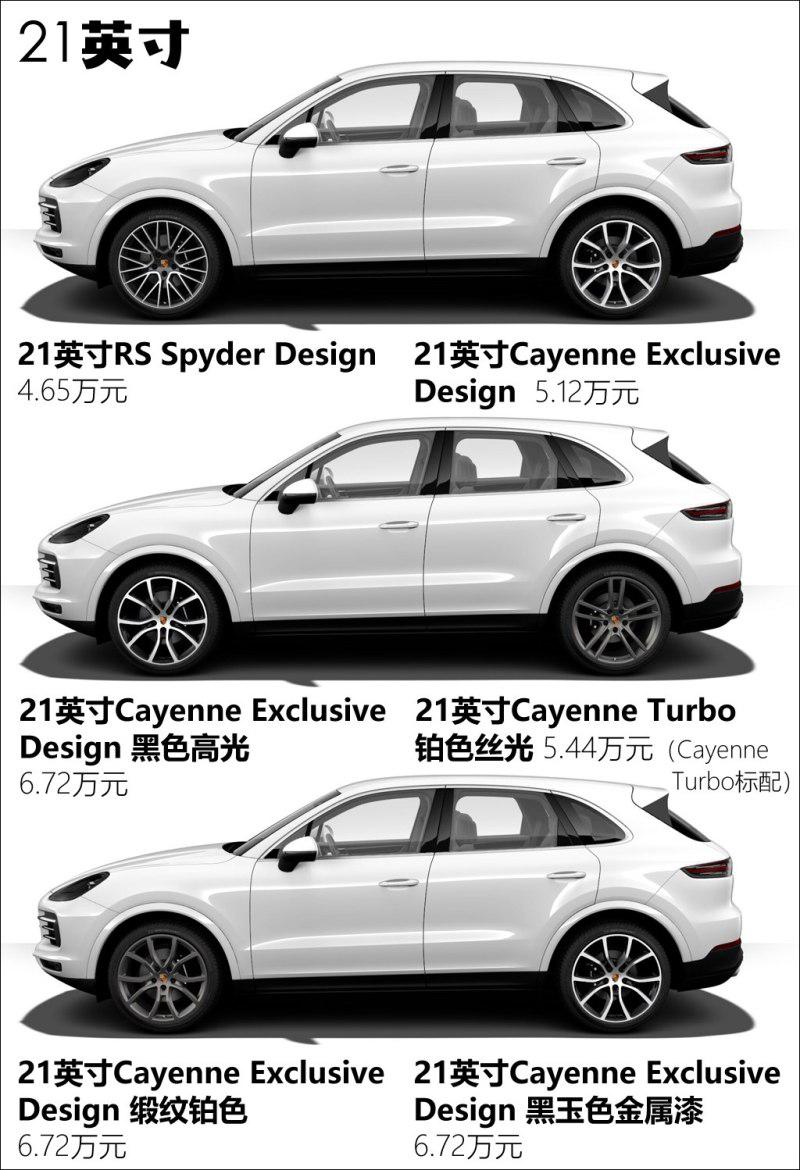 21英寸
21英寸RS Spyder Design
4.65万元
21英寸Cayenne Exclusive
Design 5.12万元
21英寸Cayenne Exclusive
Design 黑色高光
6.72万元
21英寸Cayenne Turbo
铂色丝光 5.44万元（Cayenne
Turbo标配）
21英寸Cayenne Exclusive
Design 缎纹铂色
6.72万元
21英寸Cayenne Exclusive
Design 黑玉色金属漆
6.72万元